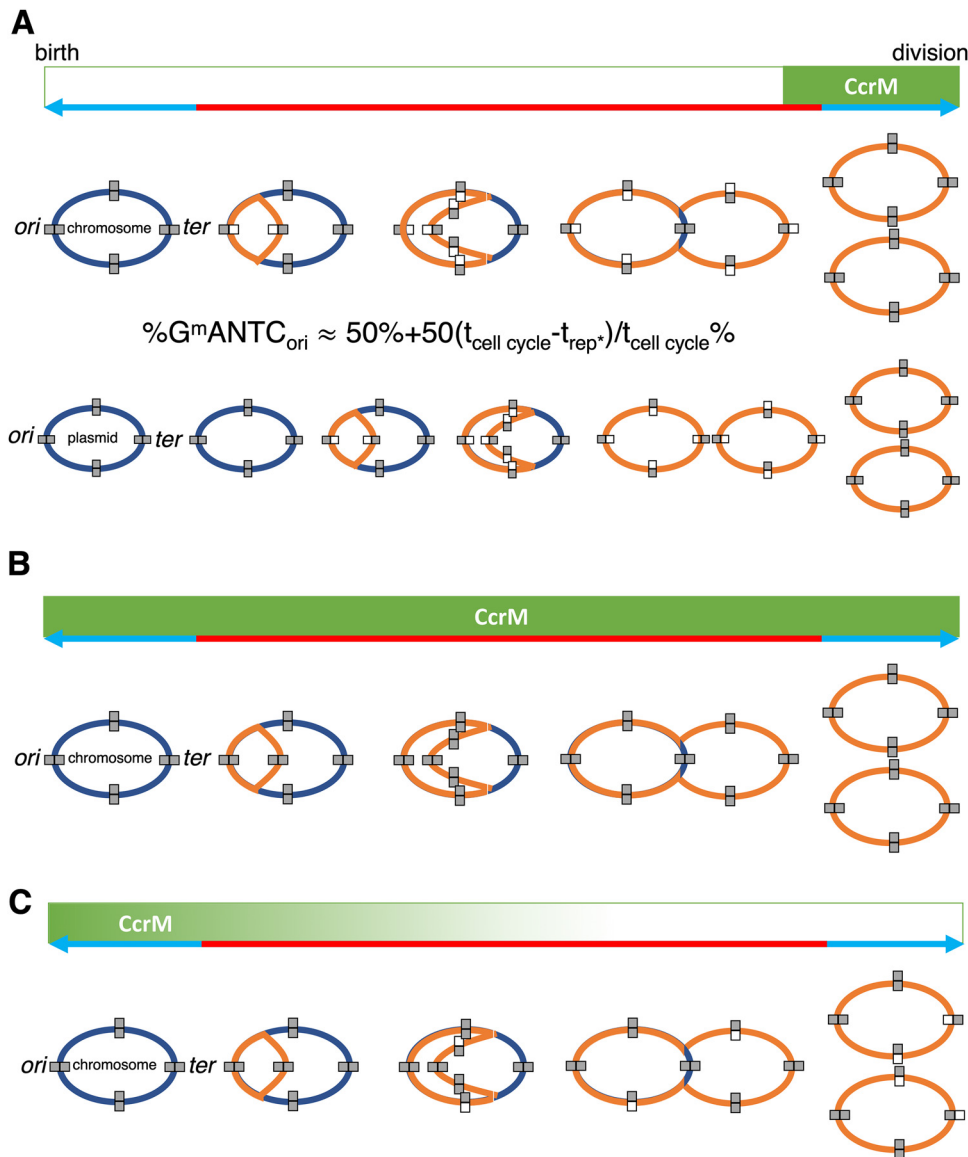 A
birth division
CcrM
ori chromosome ter
%GᵐANTC_ori ≈ 50%+50(t_cell cycle-t_rep*)/t_cell cycle%
ori plasmid ter
B
CcrM
ori chromosome ter
C
CcrM
ori chromosome ter